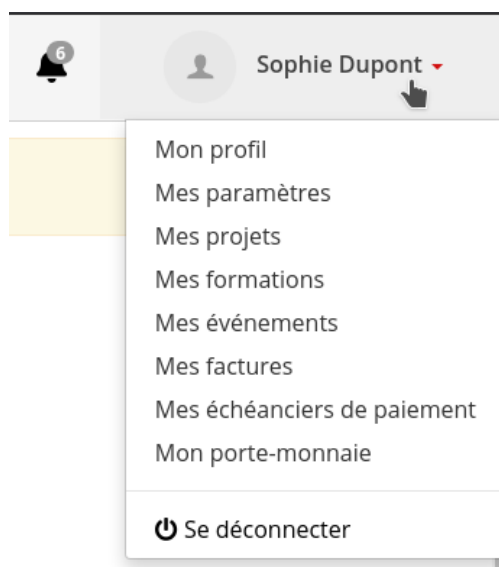 6
Sophie Dupont
Mon profil
Mes paramètres
Mes projets
Mes formations
Mes événements
Mes factures
Mes échéanciers de paiement
Mon porte-monnaie
Se déconnecter